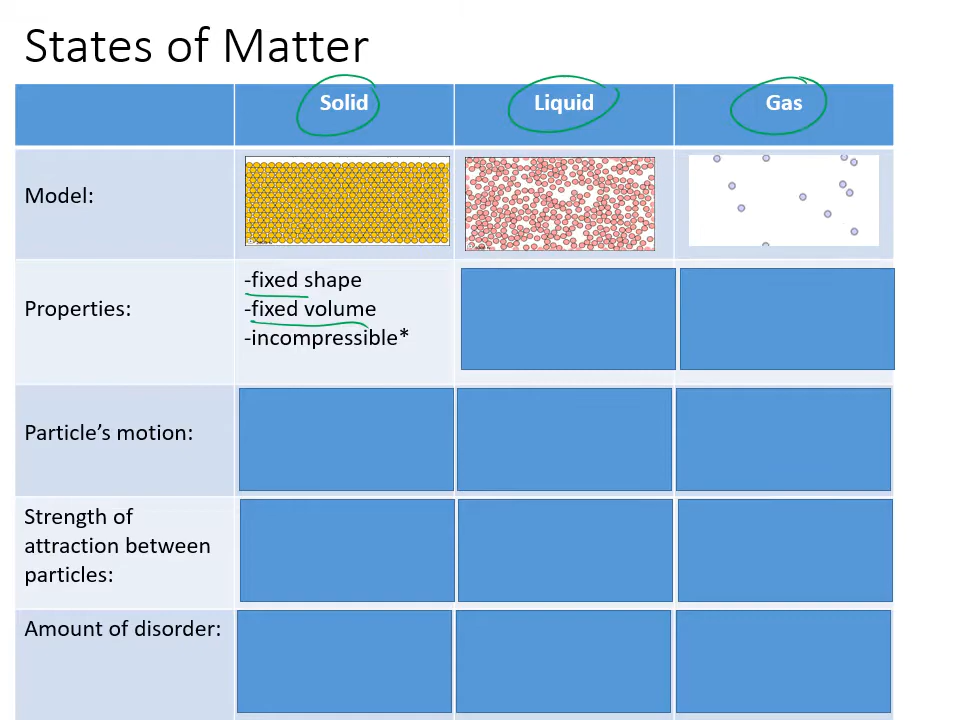 States of Matter
Solid
Liquid
Gas
Model:
Properties:
-fixed shape
-fixed volume
-incompressible*
Particle's motion:
Strength of
attraction between
particles:
Amount of disorder: